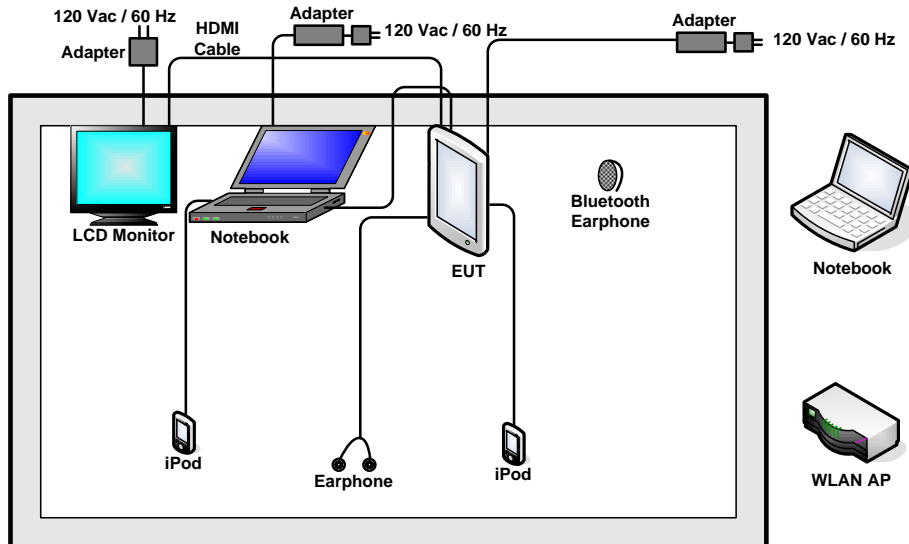 120 Vac / 60 Hz
Adapter
HDMI
Cable
Adapter
120 Vac / 60 Hz
Adapter
120 Vac / 60 Hz
LCD Monitor
Notebook
EUT
Bluetooth
Earphone
Notebook
iPod
Earphone
iPod
WLAN AP